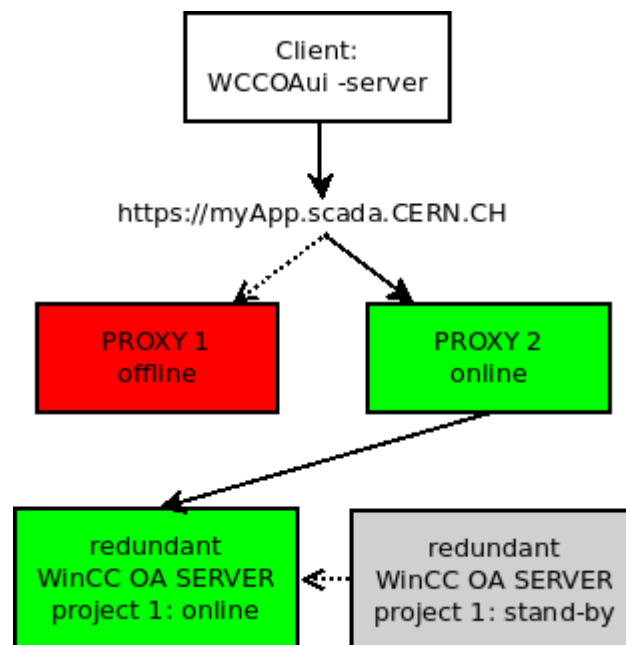 Client:
WCCOAui -server
https://myApp.scada.CERN.CH
PROXY 1
offline
PROXY 2
online
redundant
WinCC OA SERVER
project 1: online
redundant
WinCC OA SERVER
project 1: stand-by